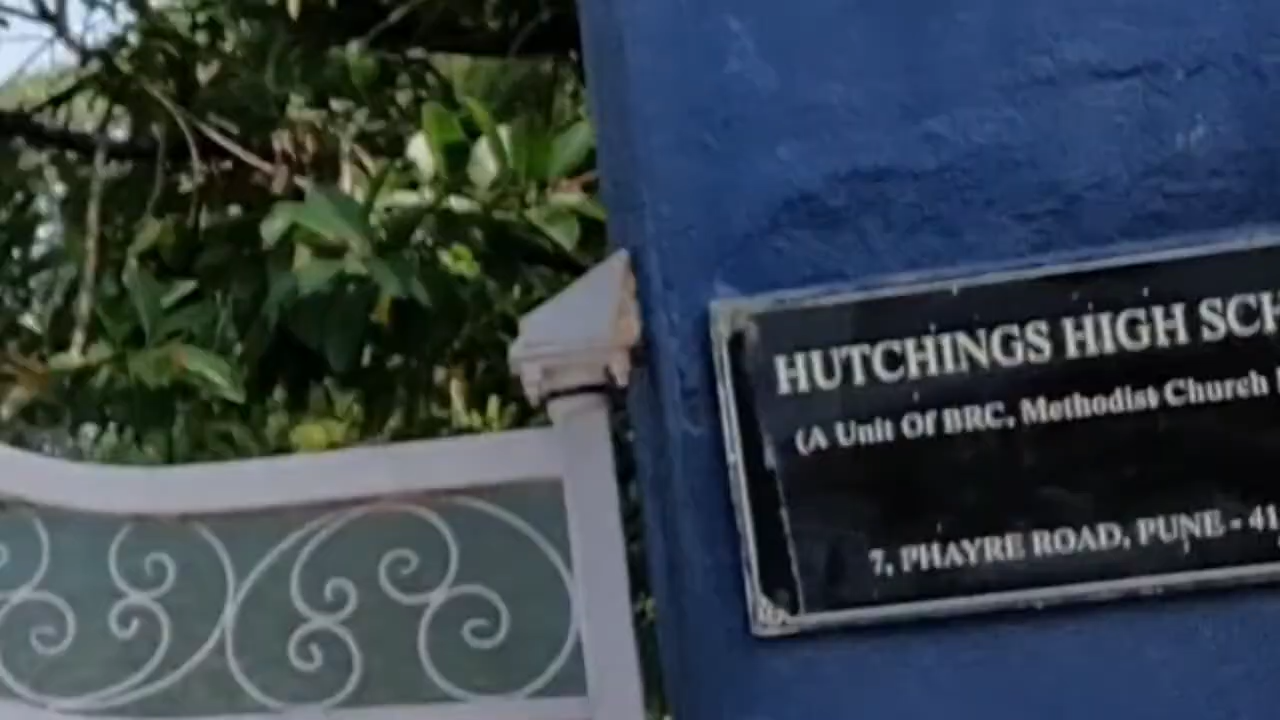 HUTCHINGS HIGH SCH
(A Unit Of BRC, Methodist Church
7, PHAYRE ROAD, PUNE - 41